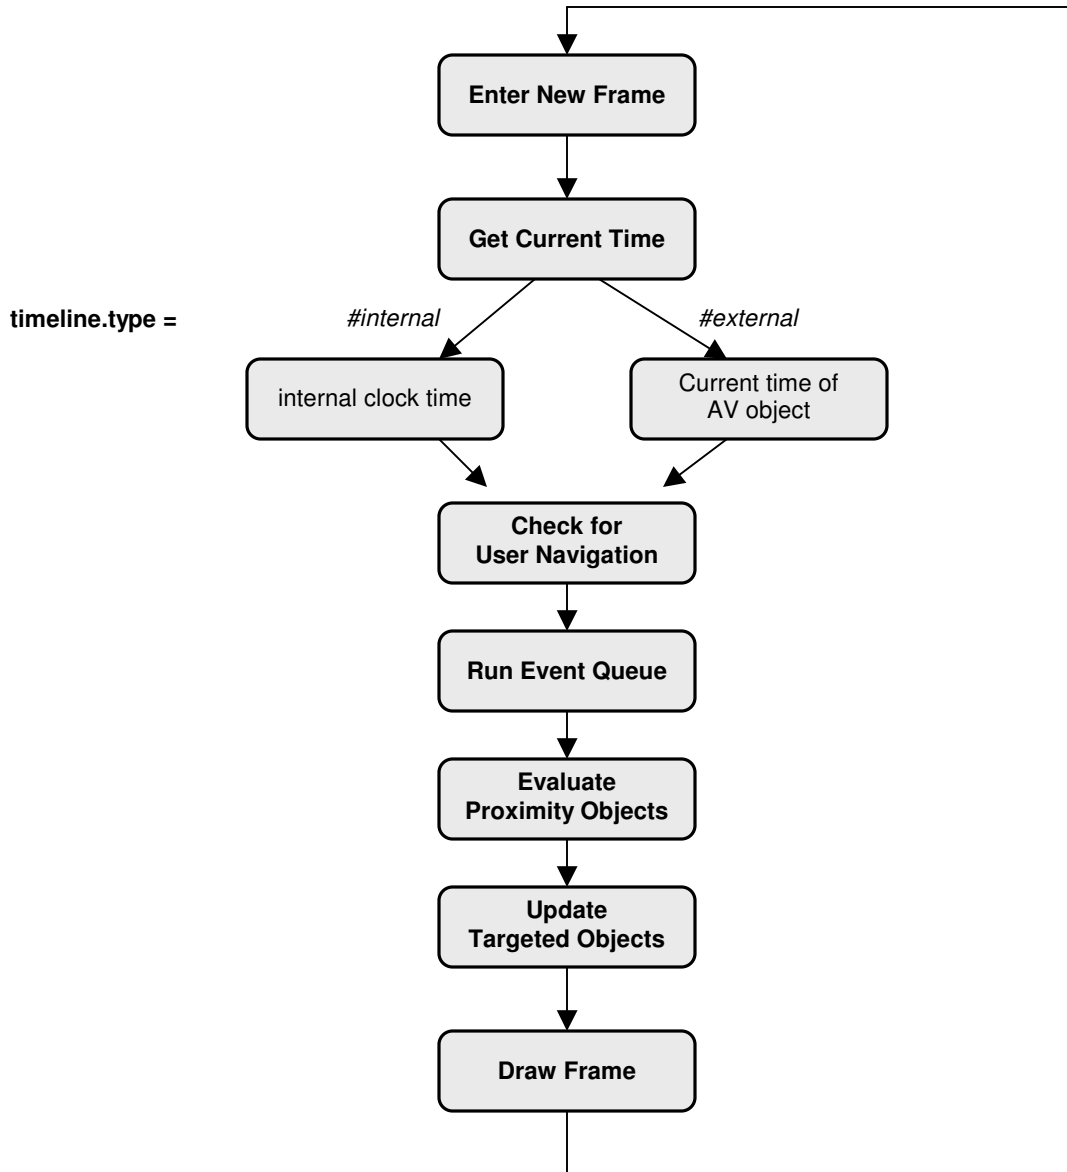 Enter New Frame
Get Current Time
timeline.type =
#internal
#external
internal clock time
Current time of
AV object
Check for
User Navigation
Run Event Queue
Evaluate
Proximity Objects
Update
Targeted Objects
Draw Frame